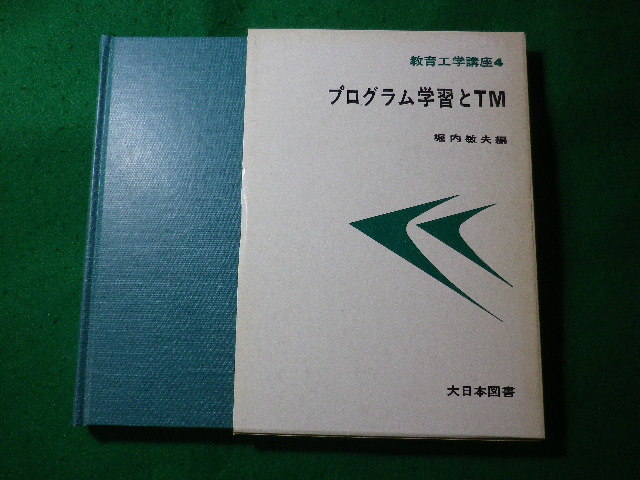 教育工学講座4
プログラム学習とTM
堀内敏夫編
大日本図書